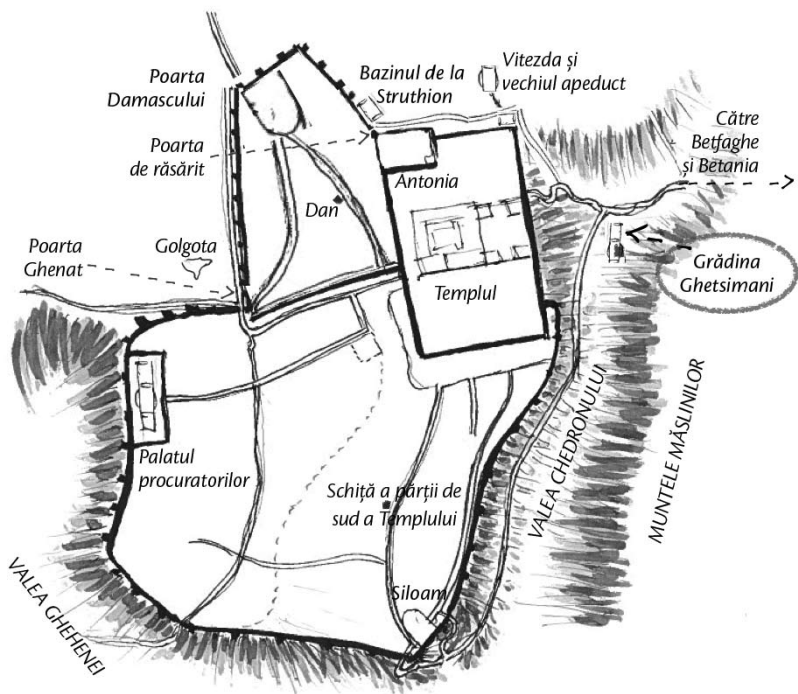 Poarta
Damascului
Bazinul de la
Struthion
Vitezda și
vechiul apeduct
Către
Betfaghe
și Betania
Poarta
de răsărit
Antonia
Dan
Poarta
Ghenat
Golgota
Templul
Grădina
Ghetsimani
Palatul
procuratorilor
Schiță a părții de
sud a Templului
VALEA CHEDRONULUI
MUNTELE MĂSLINILOR
Siloam
VALEA GHEHENEI